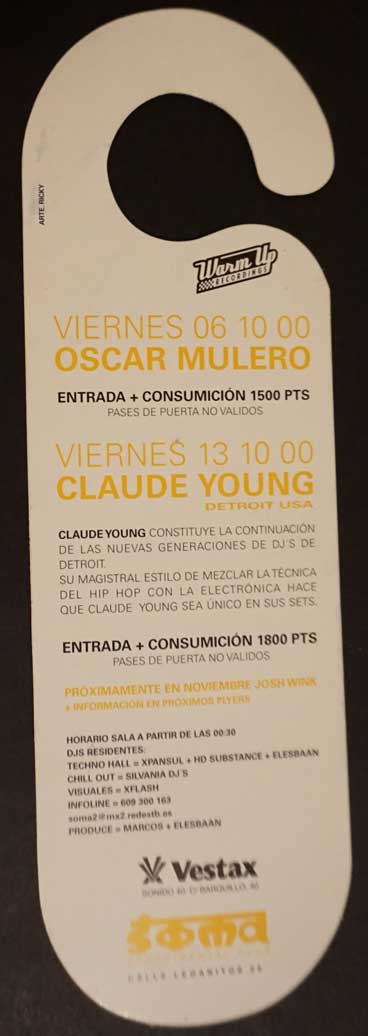 ARTE. RICKY
Warm Up
RECORDINGS
VIERNES 06 10 00
OSCAR MULERO
ENTRADA + CONSUMICIÓN 1500 PTS
PASES DE PUERTA NO VALIDOS
VIERNES 13 10 00
CLAUDE YOUNG
DETROIT USA
CLAUDE YOUNG CONSTITUYE LA CONTINUACIÓN
DE LAS NUEVAS GENERACIONES DE DJ´S DE
DETROIT.
SU MAGISTRAL ESTILO DE MEZCLAR LA TÉCNICA
DEL HIP HOP CON LA ELECTRÓNICA HACE
QUE CLAUDE YOUNG SEA ÚNICO EN SUS SETS.
ENTRADA + CONSUMICIÓN 1800 PTS
PASES DE PUERTA NO VALIDOS
PRÓXIMAMENTE EN NOVIEMBRE JOSH WINK
+ INFORMACIÓN EN PRÓXIMOS FLYERS
HORARIO SALA A PARTIR DE LAS 00:30
DJS RESIDENTES:
TECHNO HALL = XPANSUL + HD SUBSTANCE + ELESBAAN
CHILL OUT = SILVANIA DJ´S
VISUALES = XFLASH
INFOLINE = 609 300 163
soma2@mx2.redestb.es
PRODUCE = MARCOS + ELESBAAN
Vestax
SONIDO 40 C/ BARQUILLO, 40
soma
CALLE LEGANITOS